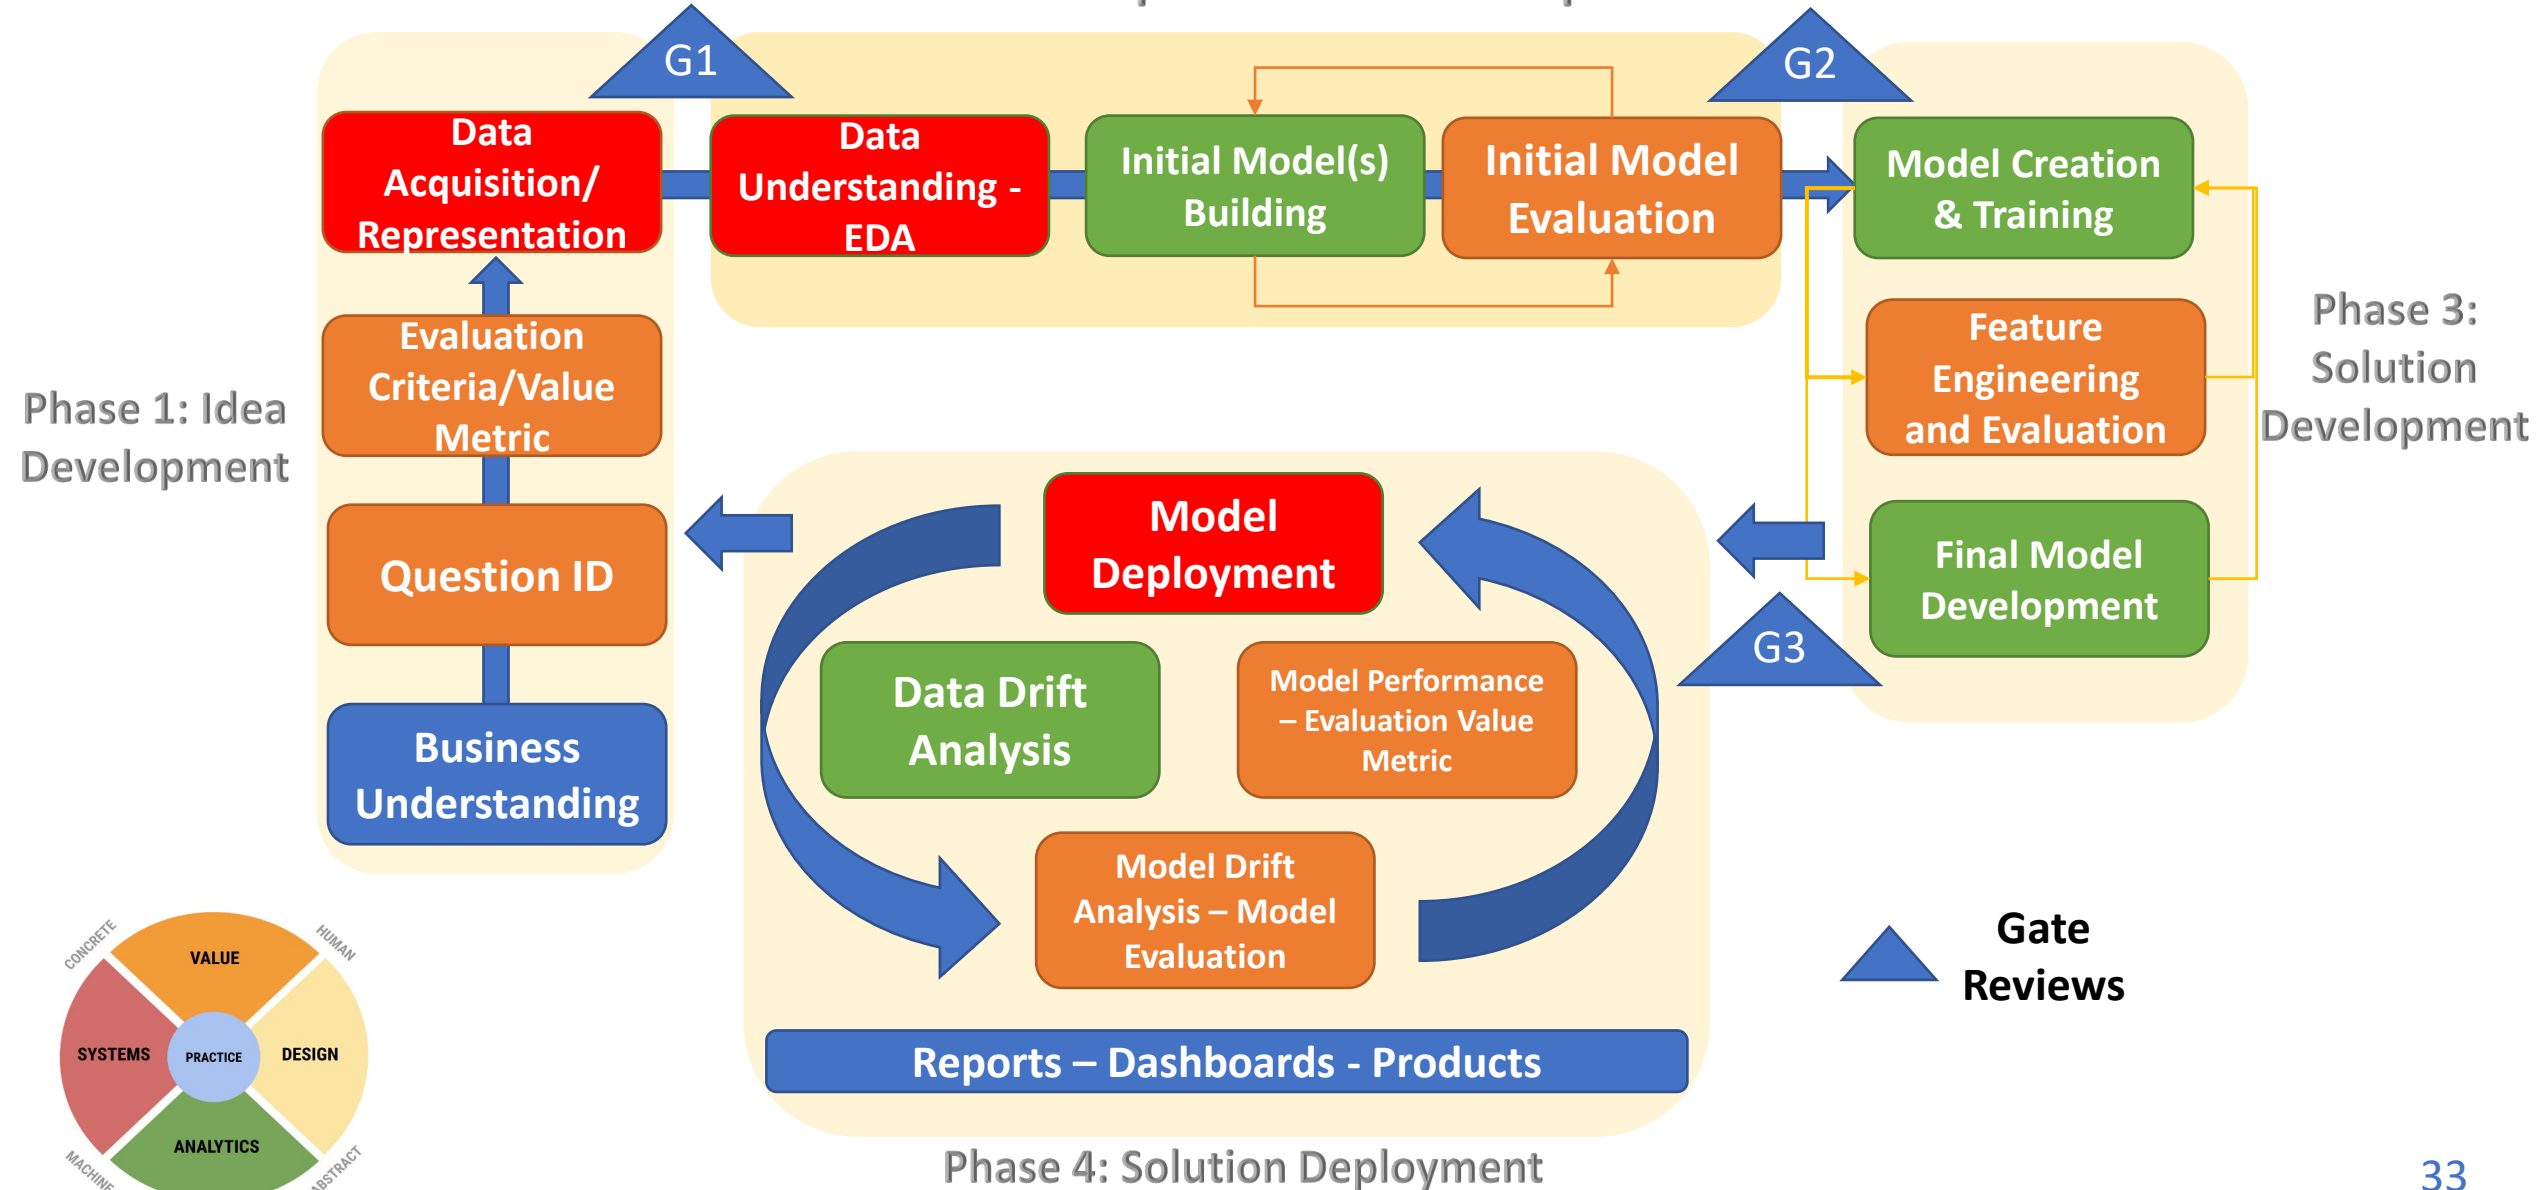 G1
G2
Data
Acquisition/
Representation
Data
Understanding -
EDA
Initial Model(s)
Building
Initial Model
Evaluation
Model Creation
& Training
Evaluation
Criteria/Value
Metric
Feature
Engineering
and Evaluation
Phase 3:
Solution
Development
Phase 1: Idea
Development
Question ID
Model
Deployment
Final Model
Development
G3
Data Drift
Analysis
Model Performance
– Evaluation Value
Metric
Business
Understanding
Model Drift
Analysis – Model
Evaluation
Gate
Reviews
CONCRETE
HUMAN
VALUE
SYSTEMS
PRACTICE
DESIGN
ANALYTICS
MACHINE
ABSTRACT
Reports – Dashboards - Products
Phase 4: Solution Deployment
33